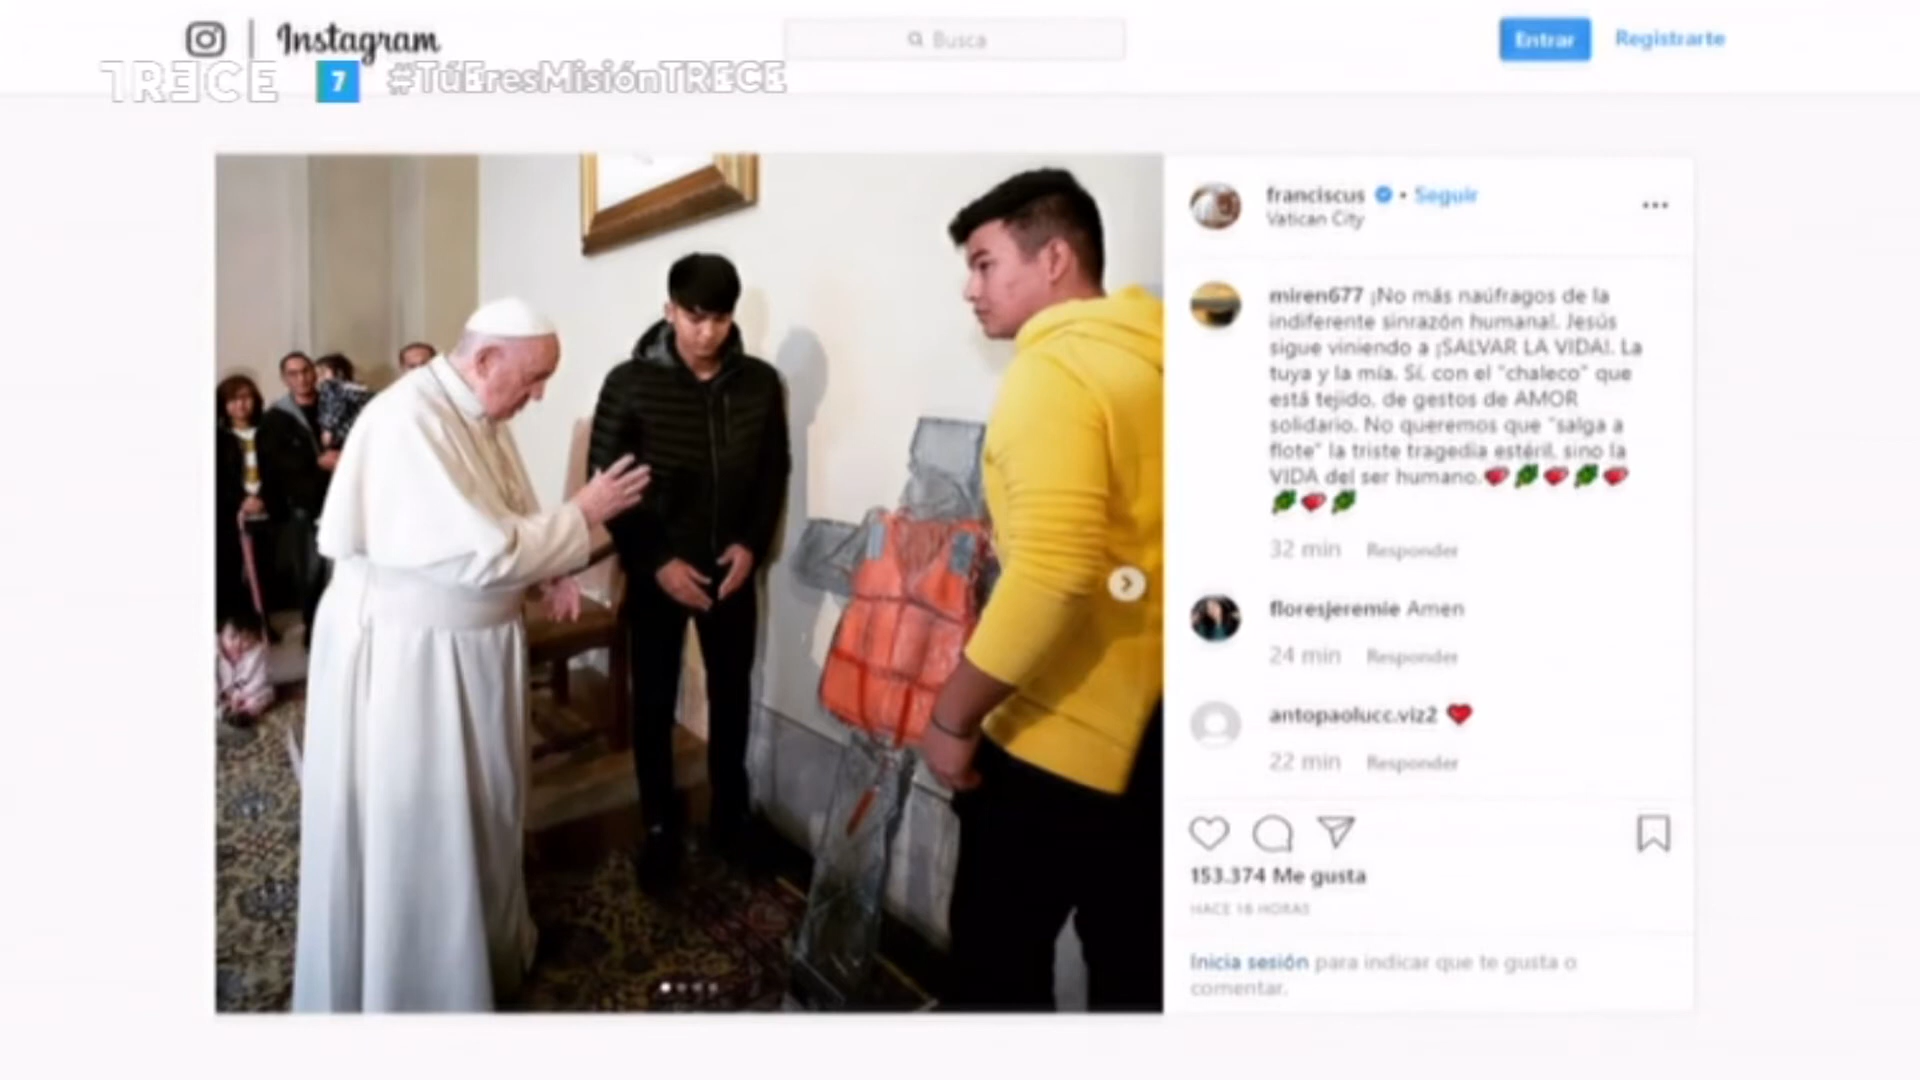 Instagram
Busca
Entrar
Registrarte
TRECE
7
#TúEresMisiónTRECE
franciscus • Seguir
Vatican City
miren677 ¡No más naúfragos de la
indiferente sinrazón humana!. Jesús
sigue viniendo a ¡SALVAR LA VIDA!. La
tuya y la mía. Sí, con el "chaleco" que
está tejido, de gestos de AMOR
solidario. No queremos que "salga a
flote" la triste tragedia estéril, sino la
VIDA del ser humano.
32 min Responder
floresjeremie Amen
24 min Responder
antopaolucc.viz2
22 min Responder
153.374 Me gusta
HACE 16 HORAS
Inicia sesión para indicar que te gusta o
comentar.